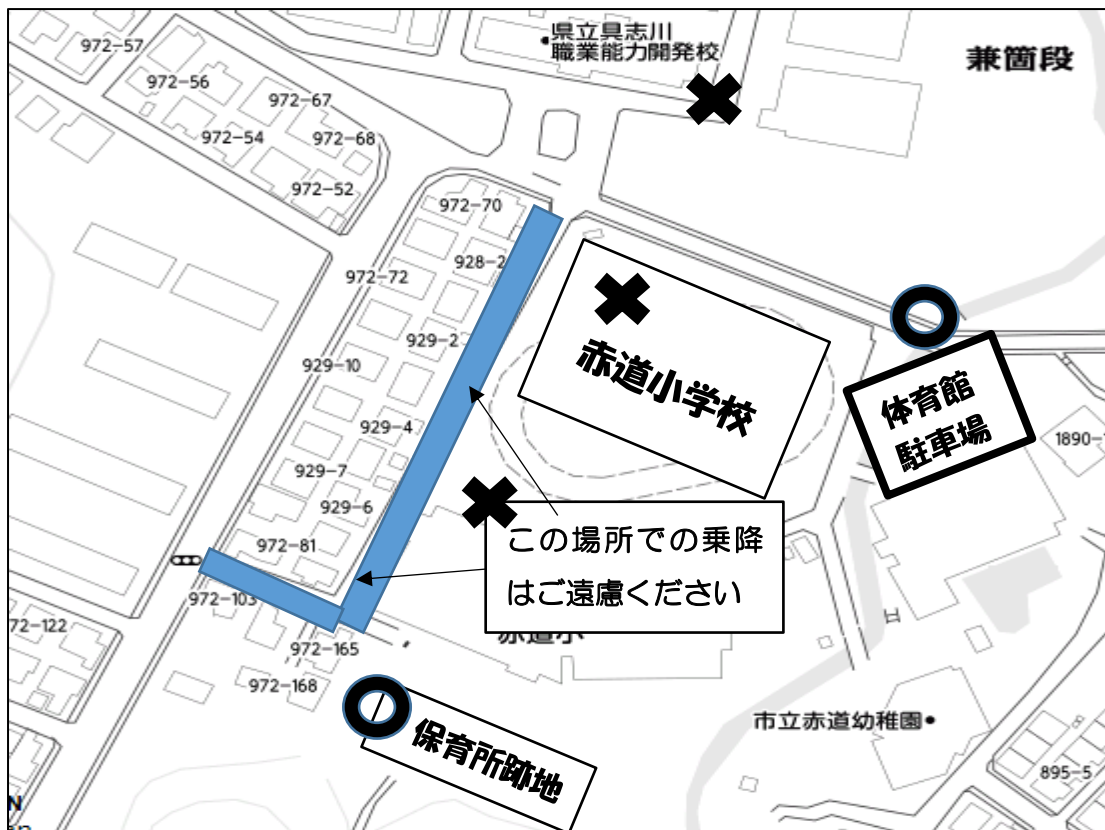 972-57
県立具志川
職業能力開発校
兼箇段
972-56
972-67
972-54
972-68
972-52
972-70
972-72
928-2
929-2
929-10
赤道小学校
体育館
駐車場
929-4
1890-
929-7
929-6
972-81
この場所での乗降
はご遠慮ください
972-103
72-122
赤道小
972-165
972-168
市立赤道幼稚園
保育所跡地
895-5
N